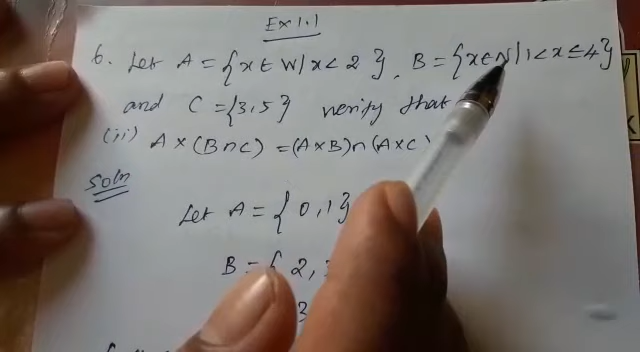 Ex 1.1
6. Let A = {x ∈ W/x < 2}, B = {x ∈ N/1 < x ≤ 4}
and C = {3,5} verify that
(ii) A × (B ∩ C) = (A × B) ∩ (A × C)
Soln
Let A = {0,1}
B = {2,
3